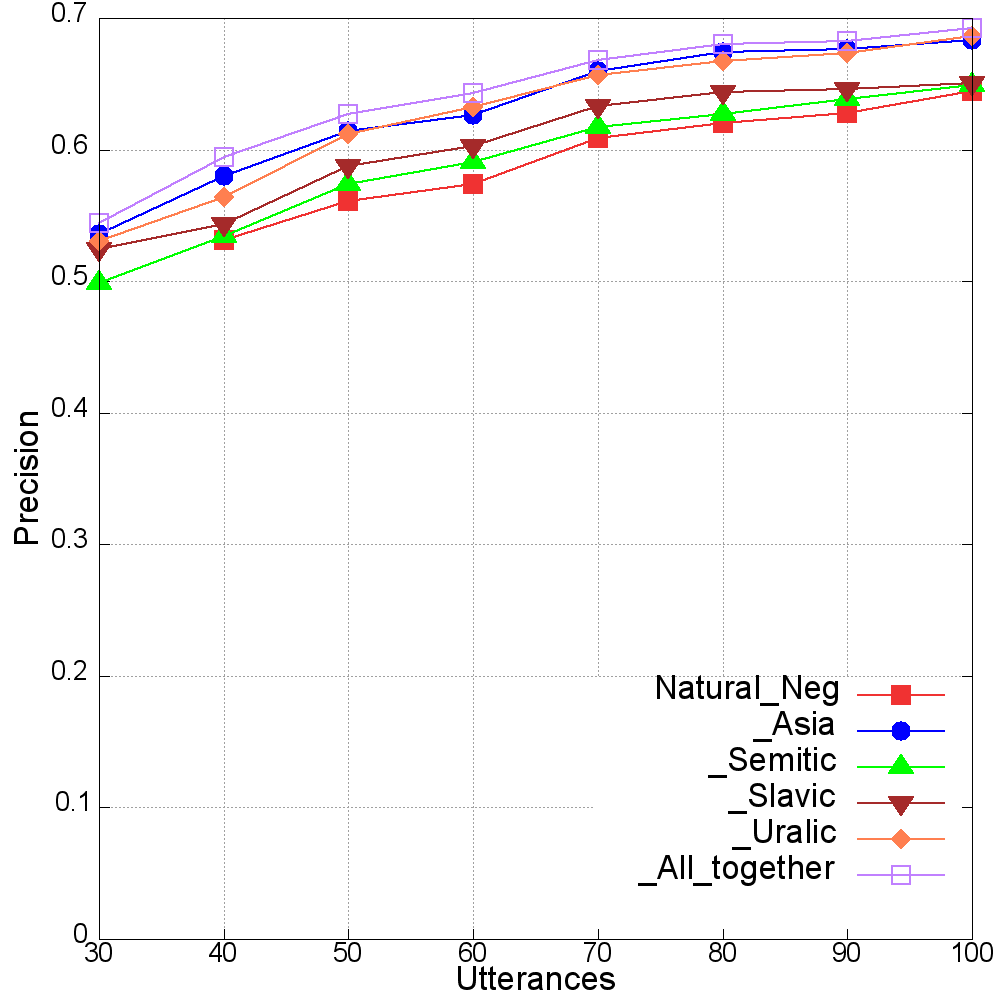 0.7
0.6
0.5
0.4
0.3
0.2
0.1
0
Precision
30 40 50 60 70 80 90 100
Utterances
Natural_Neg
_Asia
_Semitic
_Slavic
_Uralic
_All_together